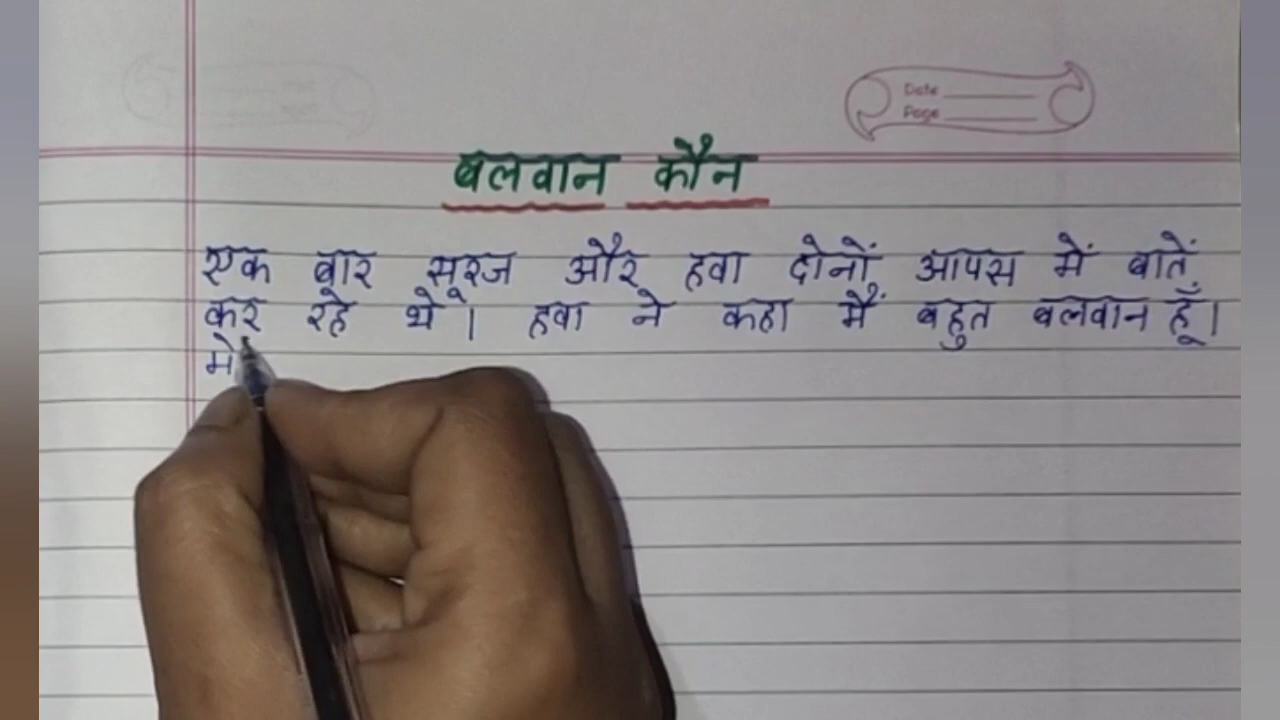 Date
Page
बलवान कौन
एक बार सूरज और हवा दोनों आपस में बातें
कर रहे थे। हवा ने कहा मैं बहुत बलवान हूँ।
मे